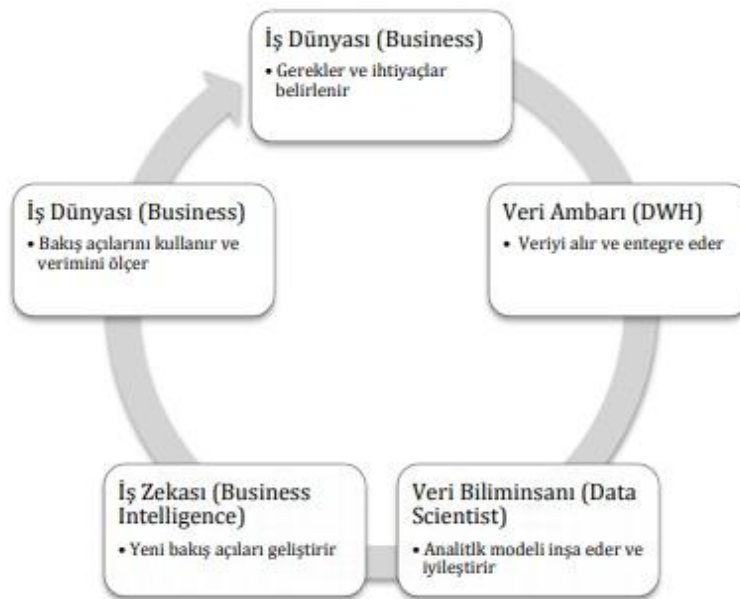 İş Dünyası (Business)
• Gerekler ve ihtiyaçlar
belirlenir
Veri Ambarı (DWH)
• Veriyi alır ve entegre eder
Veri Biliminsanı (Data
Scientist)
• Analitlk modeli inşa eder ve
iyileştirir
İş Zekası (Business
Intelligence)
• Yeni bakış açıları geliştirir
İş Dünyası (Business)
• Bakış açılarını kullanır ve
verimini ölçer